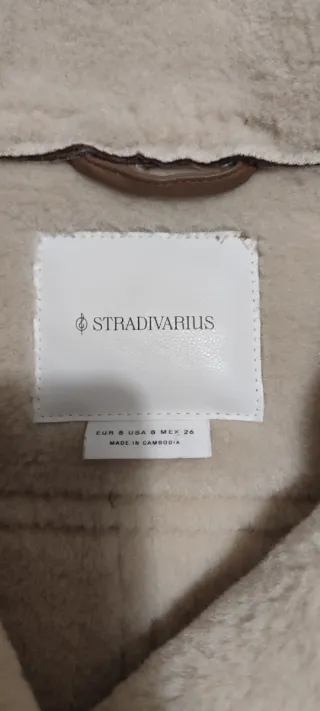 STRADIVARIUS
EUR S USA S MEX 26
MADE IN CAMBODIA